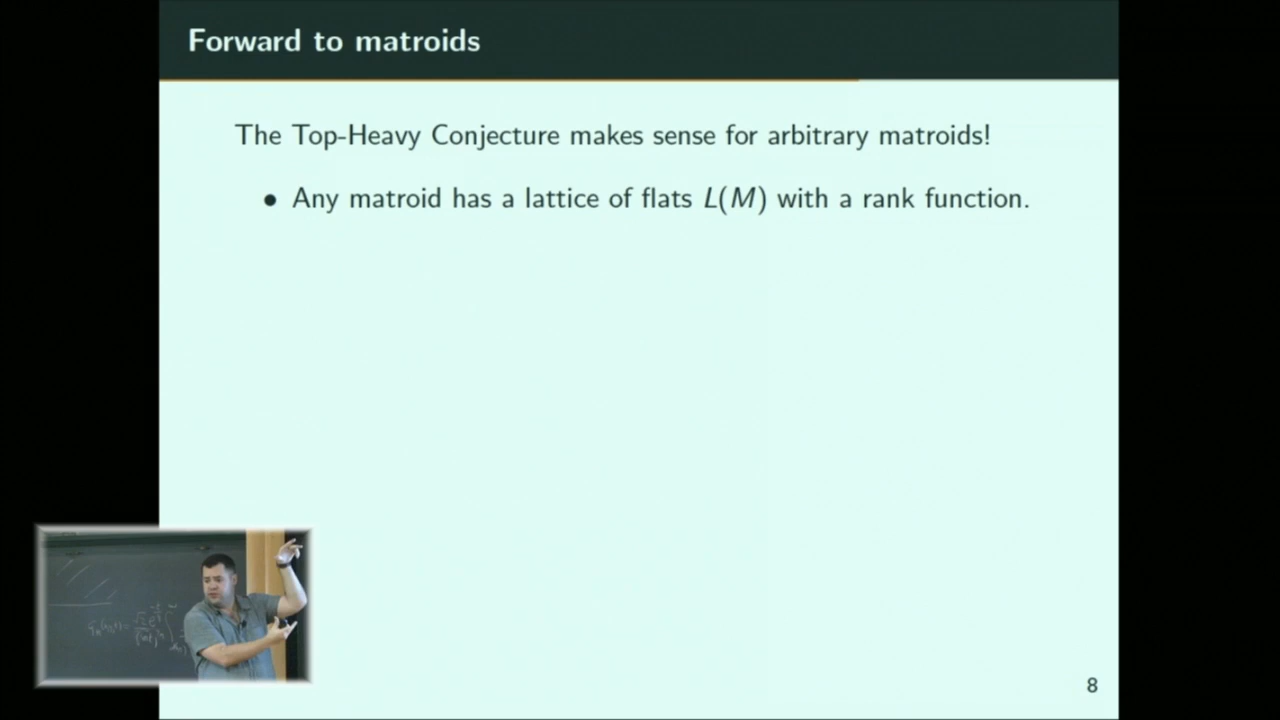 Forward to matroids
The Top-Heavy Conjecture makes sense for arbitrary matroids!
• Any matroid has a lattice of flats L(M) with a rank function.
8